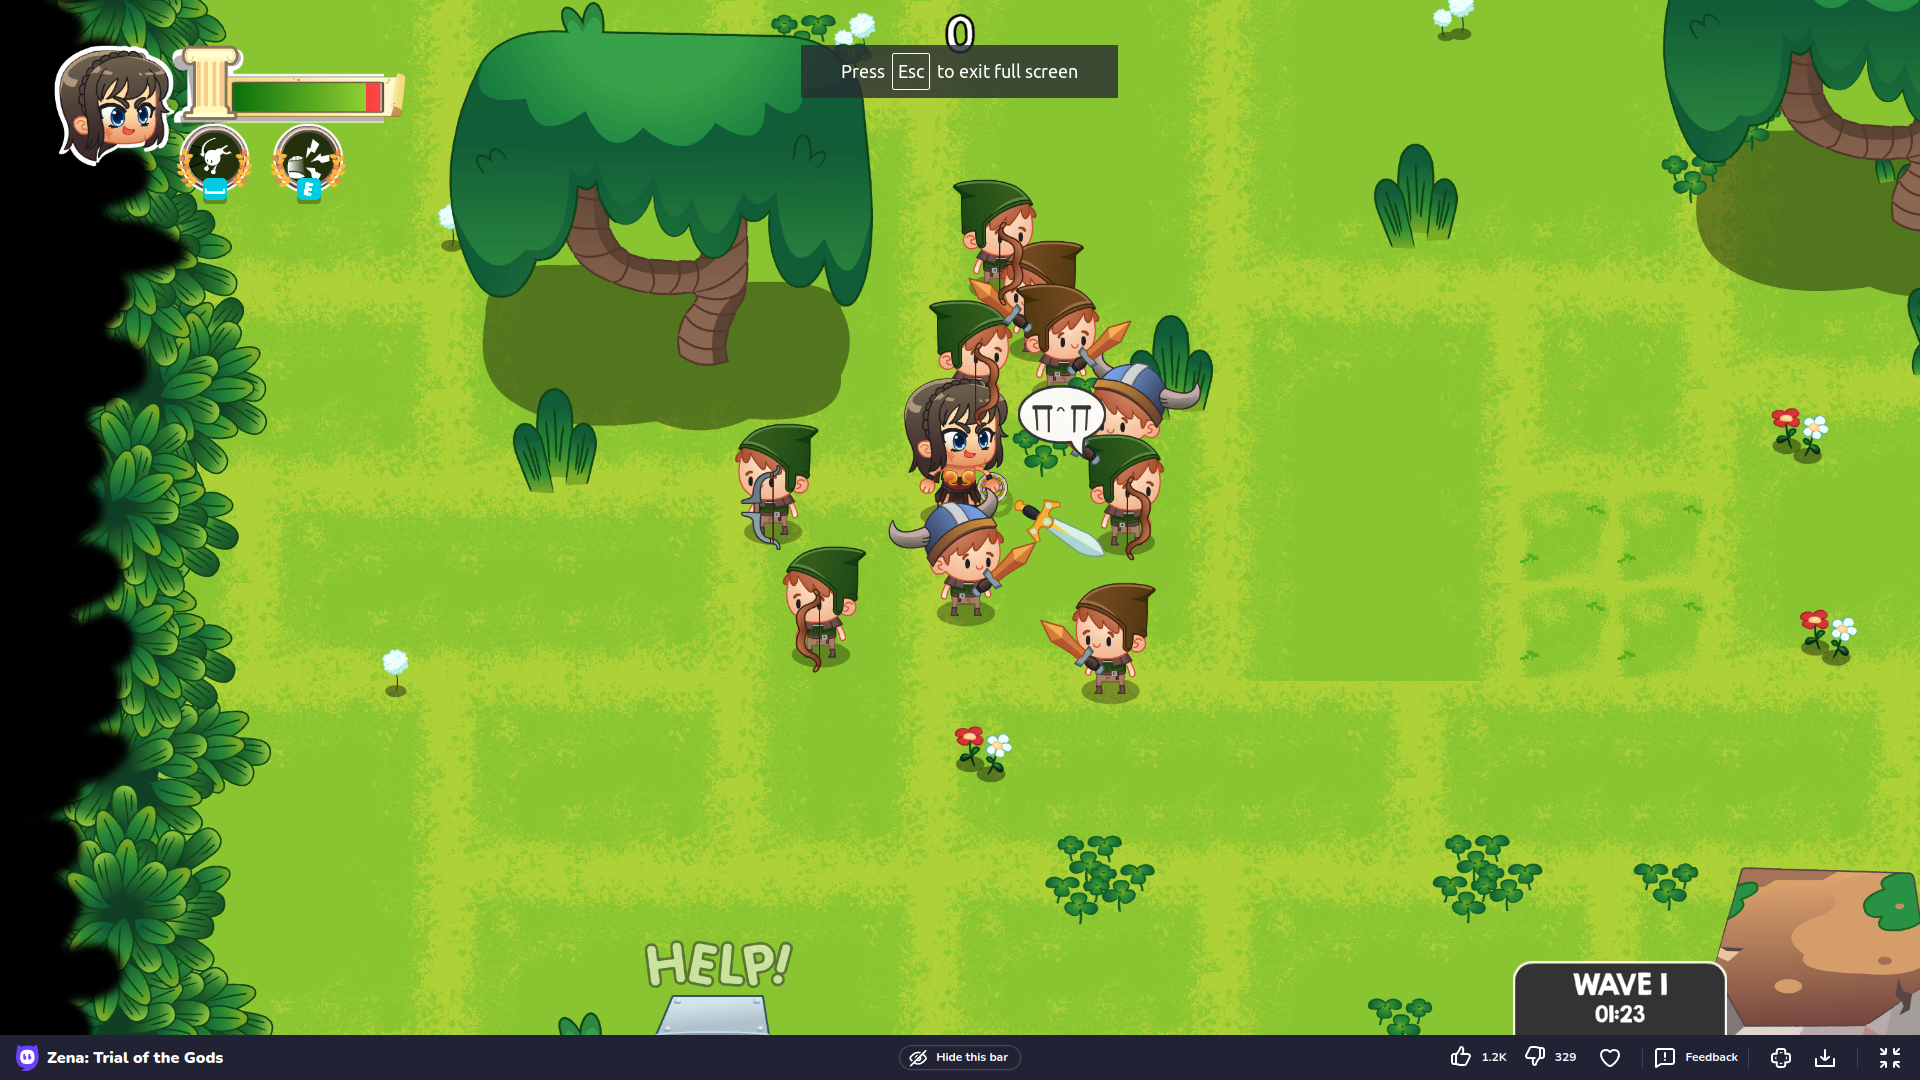 0
Press Esc to exit full screen
E
HELP!
WAVE I
01:23
Zena: Trial of the Gods
Hide this bar
1.2K
329
Feedback